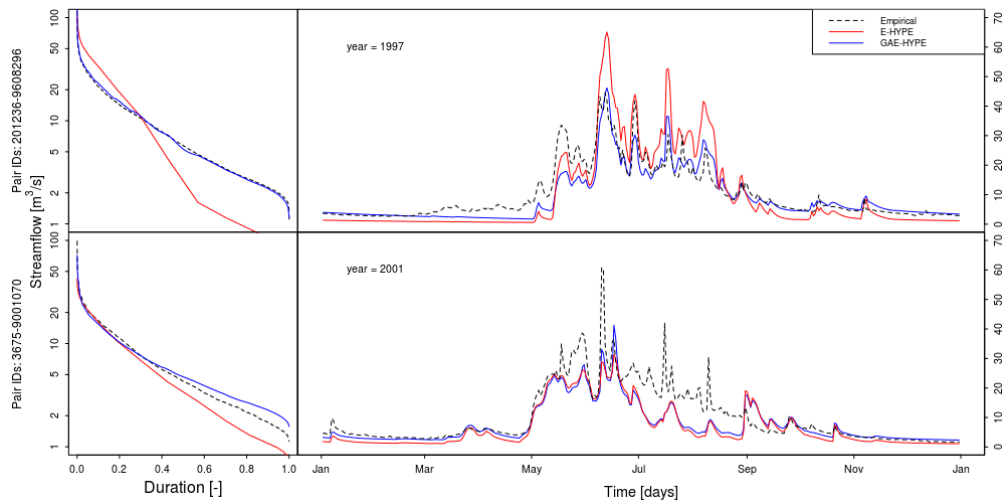 Pair IDs: 201236-9608296
Pair IDs: 3675-9001070
Streamflow [m³/s]
100
50
20
10
5
2
1
year = 1997
Empirical
E-HYPE
GAE-HYPE
70
60
50
40
30
20
10
0
100
50
20
10
5
2
1
year = 2001
70
60
50
40
30
20
10
0
0.0 0.2 0.4 0.6 0.8 1.0
Jan Mar May Jul Sep Nov Jan
Duration [-]
Time [days]